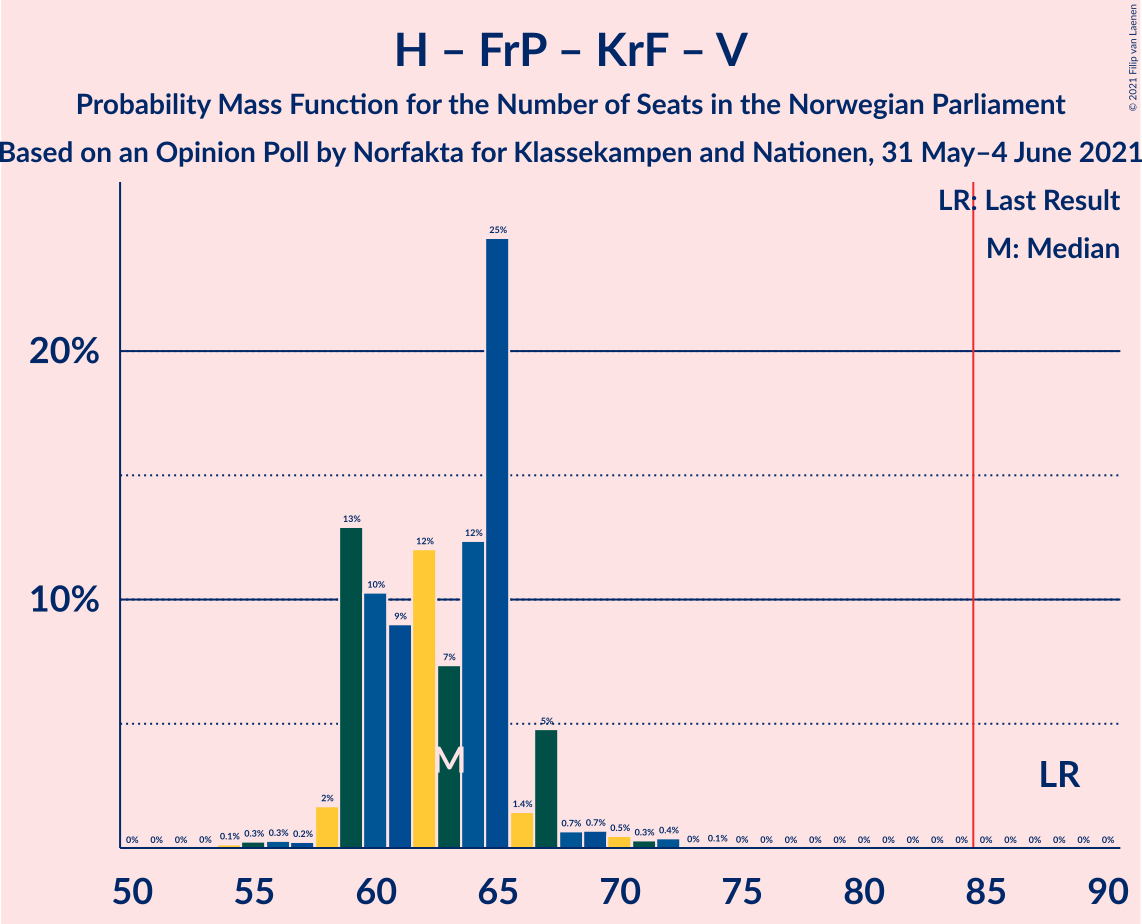 H – FrP – KrF – V
Probability Mass Function for the Number of Seats in the Norwegian Parliament
Based on an Opinion Poll by Norfakta for Klassekampen and Nationen, 31 May–4 June 2021
© 2021 Filip van Laenen
LR: Last Result
M: Median
25%
20%
13%
12%
12%
10%
10%
9%
7%
5%
M
LR
2%
1.4%
0% 0% 0% 0% 0.1% 0.3% 0.3% 0.2% 0.7% 0.7% 0.5% 0.3% 0.4% 0% 0.1% 0% 0% 0% 0% 0% 0% 0% 0% 0% 0% 0% 0% 0% 0% 0% 0%
50 55 60 65 70 75 80 85 90